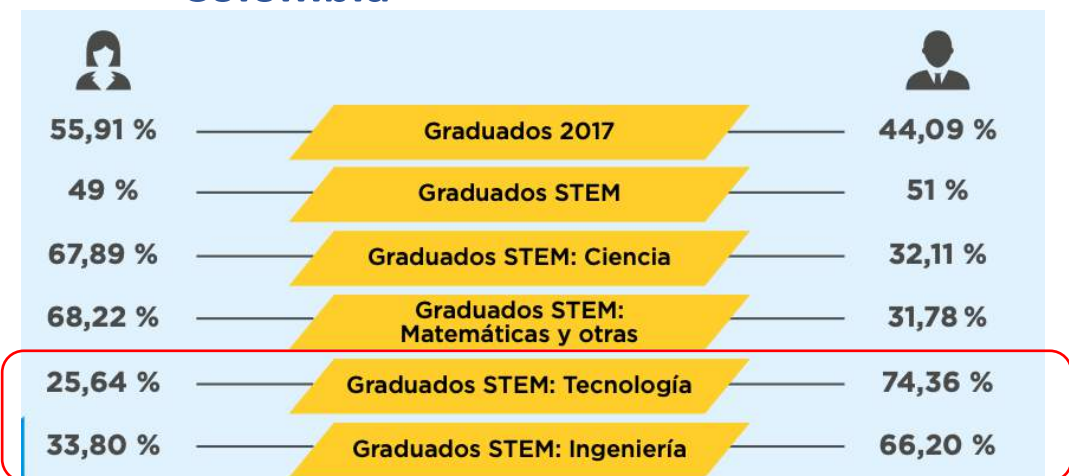 55,91 % Graduados 2017 44,09 %
49 % Graduados STEM 51 %
67,89 % Graduados STEM: Ciencia 32,11 %
68,22 % Graduados STEM: Matemáticas y otras 31,78 %
25,64 % Graduados STEM: Tecnología 74,36 %
33,80 % Graduados STEM: Ingeniería 66,20 %